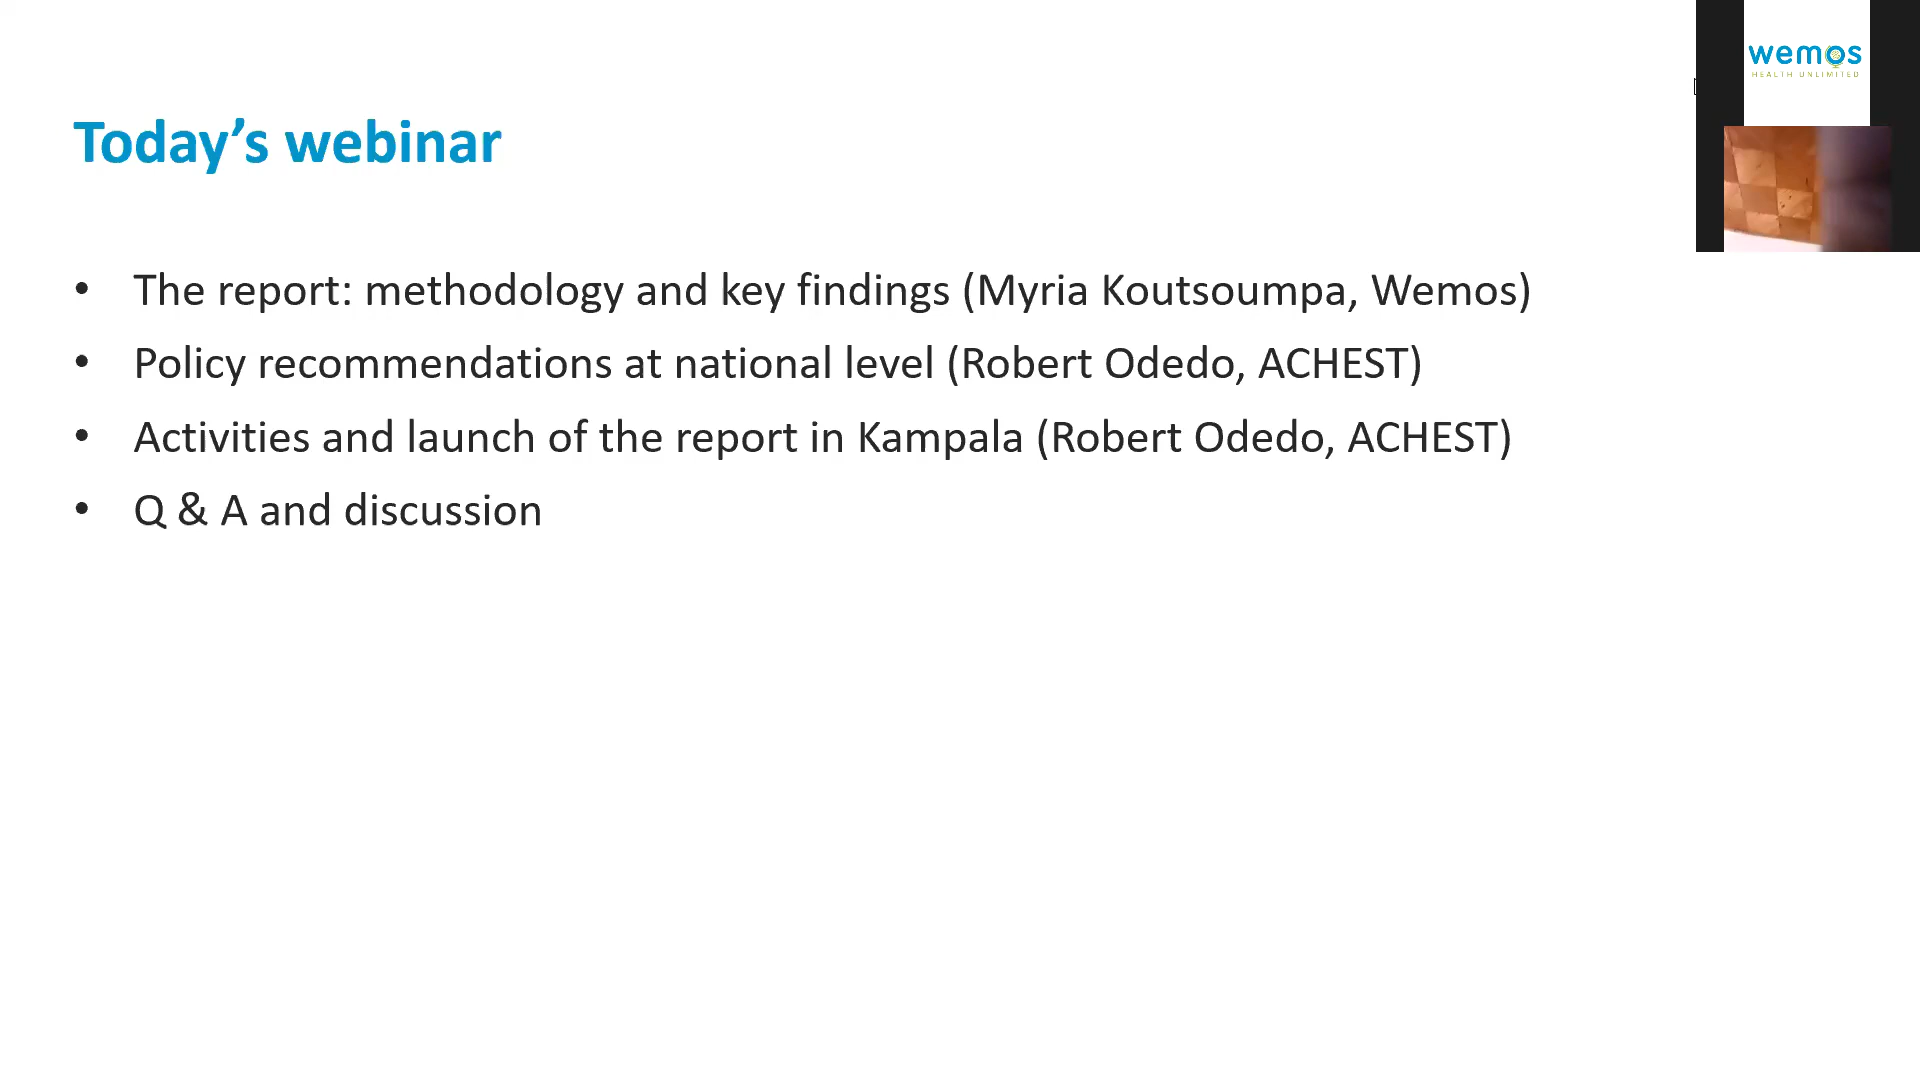 wemos
HEALTH UNLIMITED
Today’s webinar
• The report: methodology and key findings (Myria Koutsoumpa, Wemos)
• Policy recommendations at national level (Robert Odedo, ACHEST)
• Activities and launch of the report in Kampala (Robert Odedo, ACHEST)
• Q & A and discussion